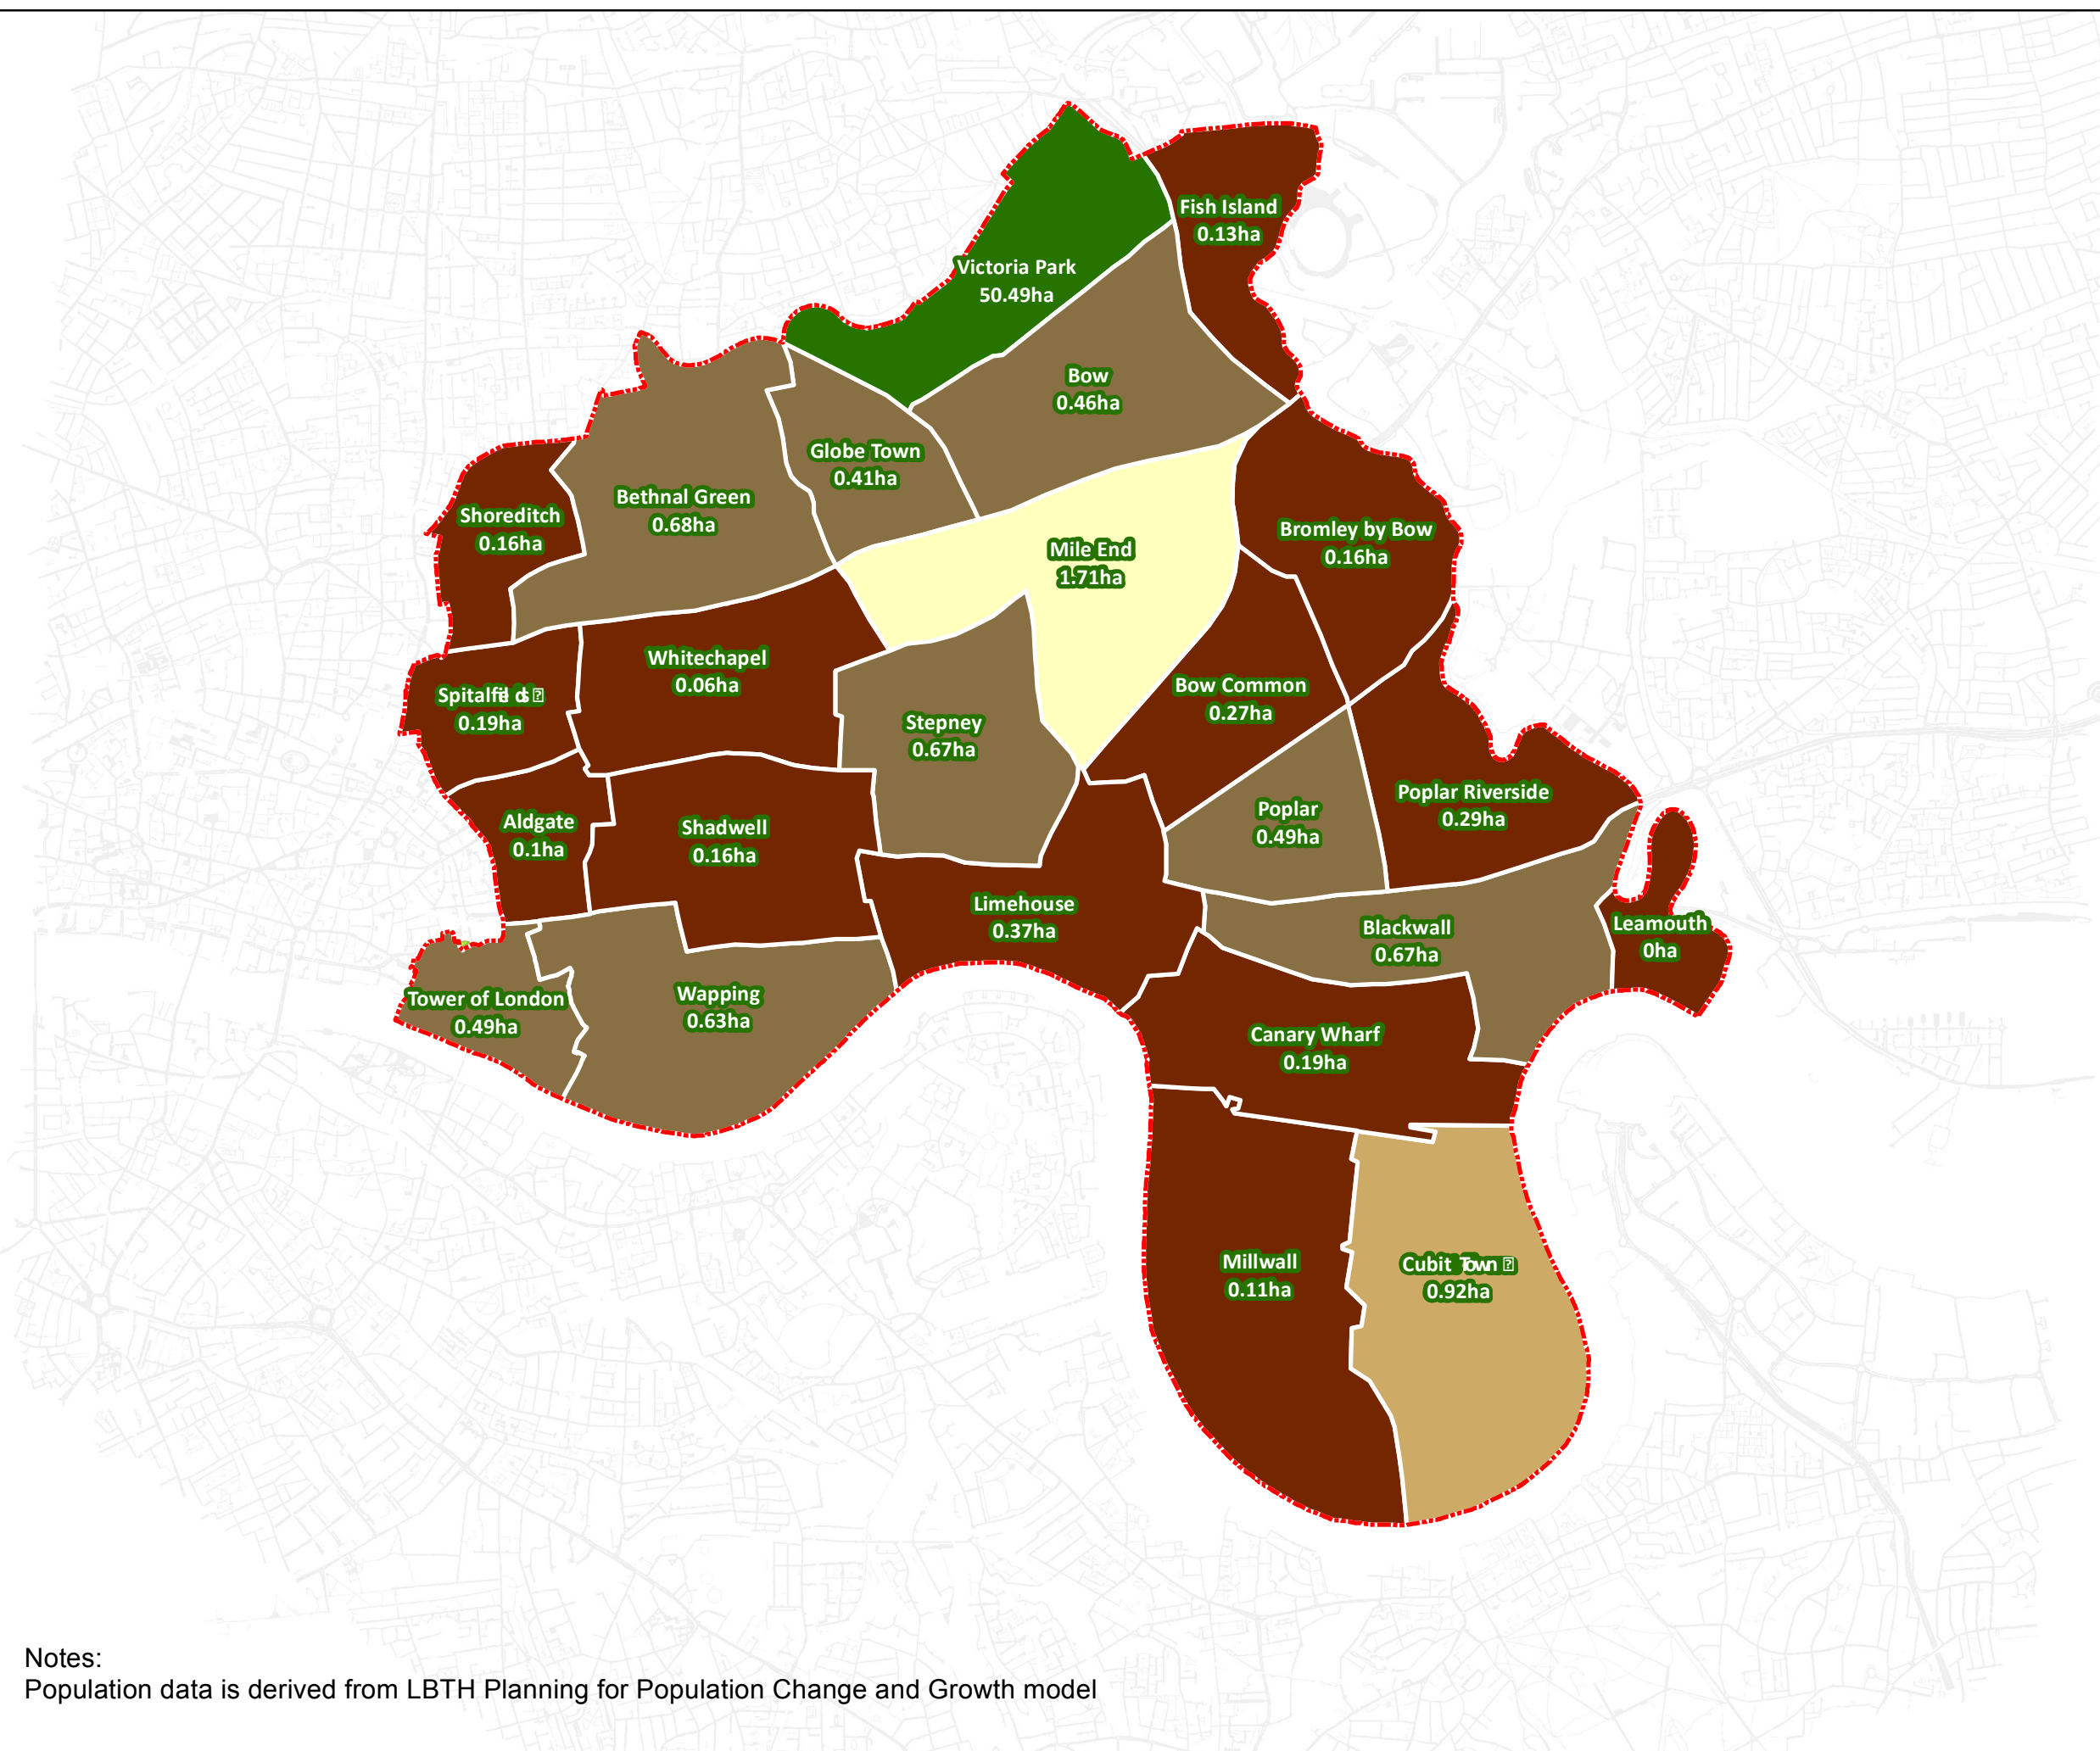 Fish Island
0.13ha
Victoria Park
50.49ha
Bow
0.46ha
Globe Town
0.41ha
Bethnal Green
0.68ha
Shoreditch
0.16ha
Mile End
1.71ha
Bromley by Bow
0.16ha
Whitechapel
0.06ha
Spitalfields
0.19ha
Bow Common
0.27ha
Stepney
0.67ha
Poplar Riverside
0.29ha
Poplar
0.49ha
Aldgate
0.1ha
Shadwell
0.16ha
Limehouse
0.37ha
Blackwall
0.67ha
Leamouth
0ha
Tower of London
0.49ha
Wapping
0.63ha
Canary Wharf
0.19ha
Millwall
0.11ha
Cubit Town
0.92ha
Notes:
Population data is derived from LBTH Planning for Population Change and Growth model